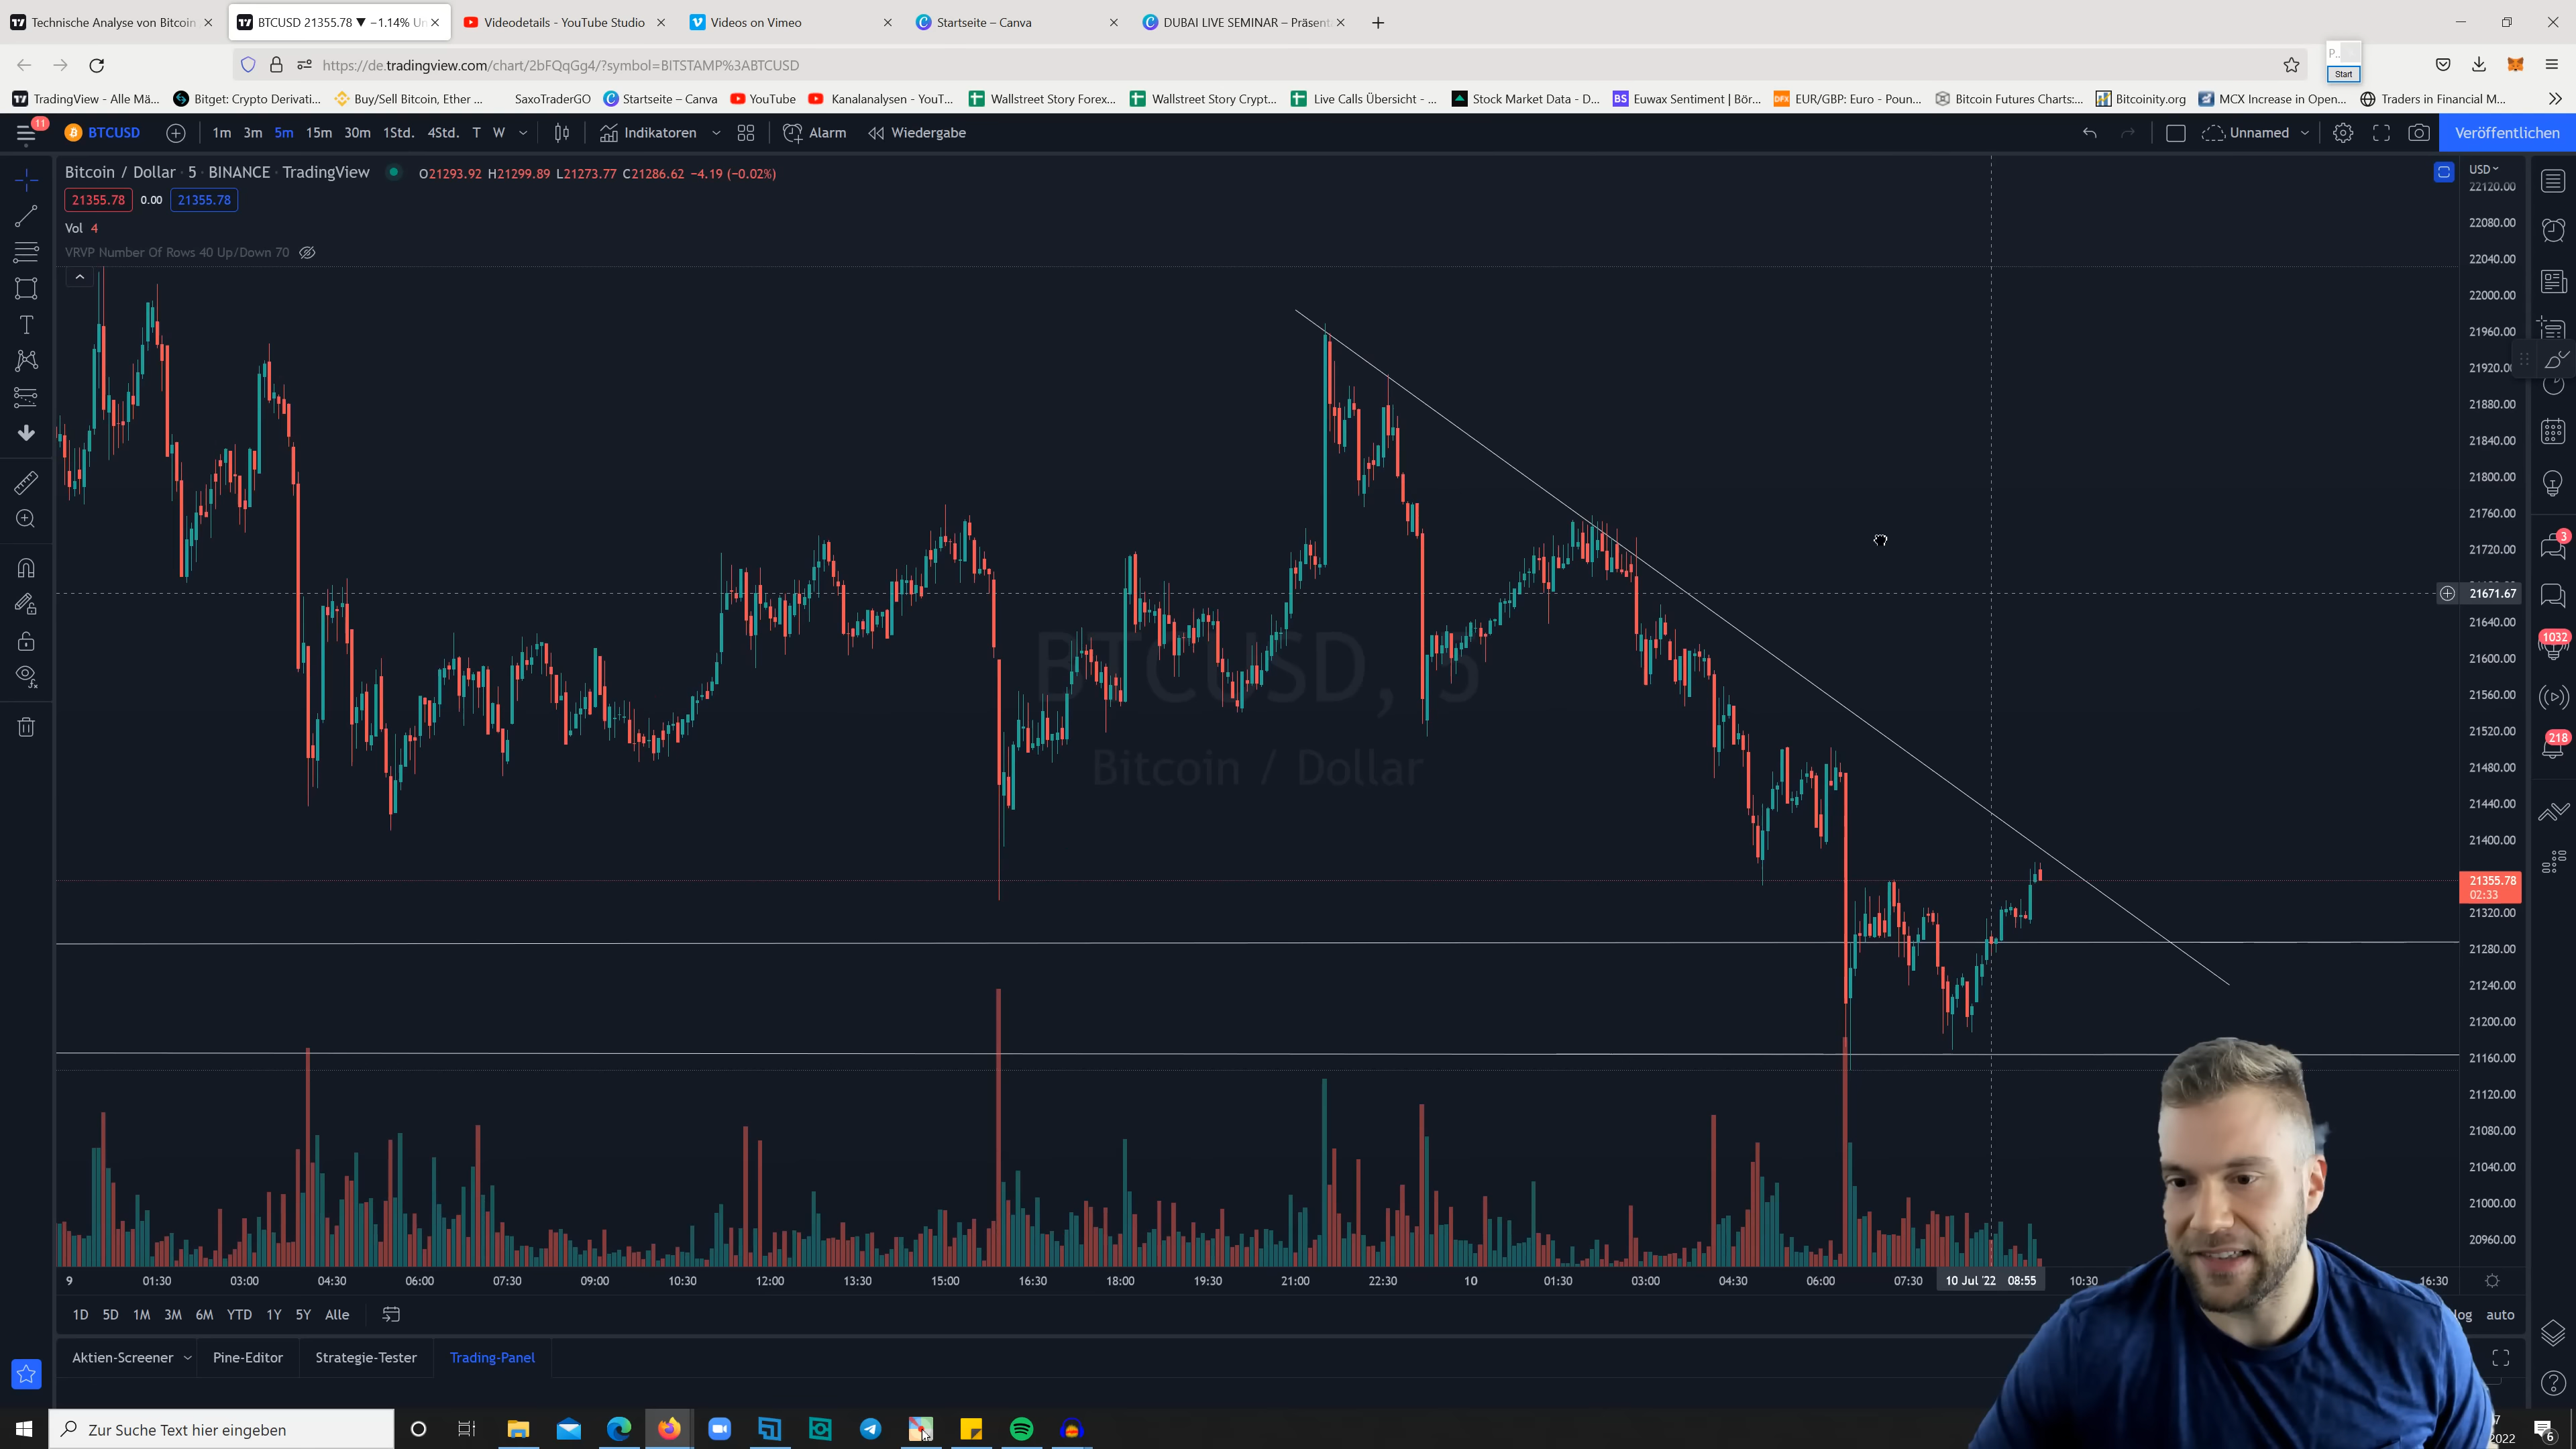 Technische Analyse von Bitcoin
BTCUSD 21355.78 ▼ −1.14% Un
Videodetails - YouTube Studio
Videos on Vimeo
Startseite – Canva
DUBAI LIVE SEMINAR – Präsent
https://de.tradingview.com/chart/2bFQqGg4/?symbol=BITSTAMP%3ABTCUSD
P..
Start
TradingView - Alle Mä...
Bitget: Crypto Derivati...
Buy/Sell Bitcoin, Ether ...
SaxoTraderGO
Startseite – Canva
YouTube
Kanalanalysen - YouT...
Wallstreet Story Forex...
Wallstreet Story Crypt...
Live Calls Übersicht - ...
Stock Market Data - D...
Euwax Sentiment | Bör...
EUR/GBP: Euro - Poun...
Bitcoin Futures Charts:...
Bitcoinity.org
MCX Increase in Open...
Traders in Financial M...
11
BTCUSD
1m 3m 5m 15m 30m 1Std. 4Std. T W
Indikatoren
Alarm
Wiedergabe
Unnamed
Veröffentlichen
Bitcoin / Dollar · 5 · BINANCE · TradingView
O21293.92 H21299.89 L21273.77 C21286.62 −4.19 (−0.02%)
21355.78 0.00 21355.78
Vol 4
VRVP Number Of Rows 40 Up/Down 70
BTCUSD, 5
Bitcoin / Dollar
USD
22120.00
22080.00
22040.00
22000.00
21960.00
21920.00
21880.00
21840.00
21800.00
21760.00
21720.00
21671.67
21640.00
21600.00
21560.00
21520.00
21480.00
21440.00
21400.00
21355.78
02:33
21320.00
21280.00
21240.00
21200.00
21160.00
21120.00
21080.00
21040.00
21000.00
20960.00
3
1032
218
9 01:30 03:00 04:30 06:00 07:30 09:00 10:30 12:00 13:30 15:00 16:30 18:00 19:30 21:00 22:30 10 01:30 03:00 04:30 06:00 07:30 10 Jul '22 08:55 10:30 16:30
1D 5D 1M 3M 6M YTD 1Y 5Y Alle
log auto
Aktien-Screener
Pine-Editor
Strategie-Tester
Trading-Panel
Zur Suche Text hier eingeben
2022
6